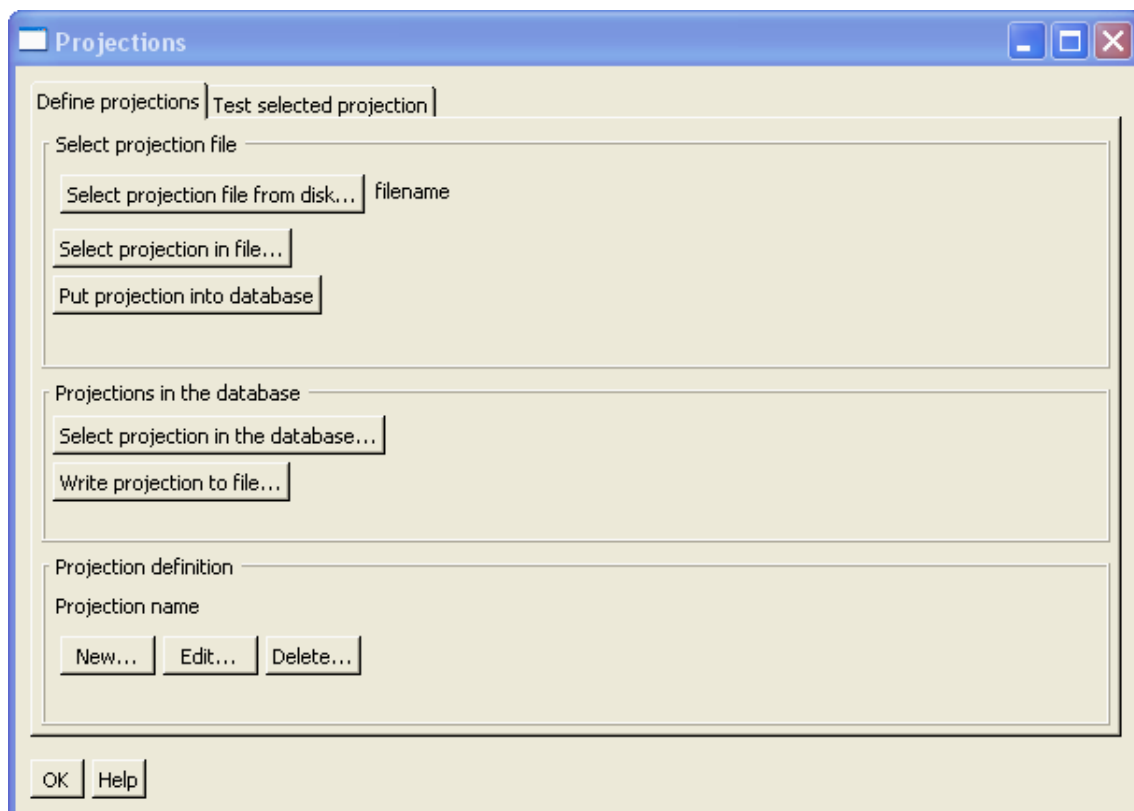 Projections
Define projections Test selected projection
Select projection file
Select projection file from disk... filename
Select projection in file...
Put projection into database
Projections in the database
Select projection in the database...
Write projection to file...
Projection definition
Projection name
New... Edit... Delete...
OK Help